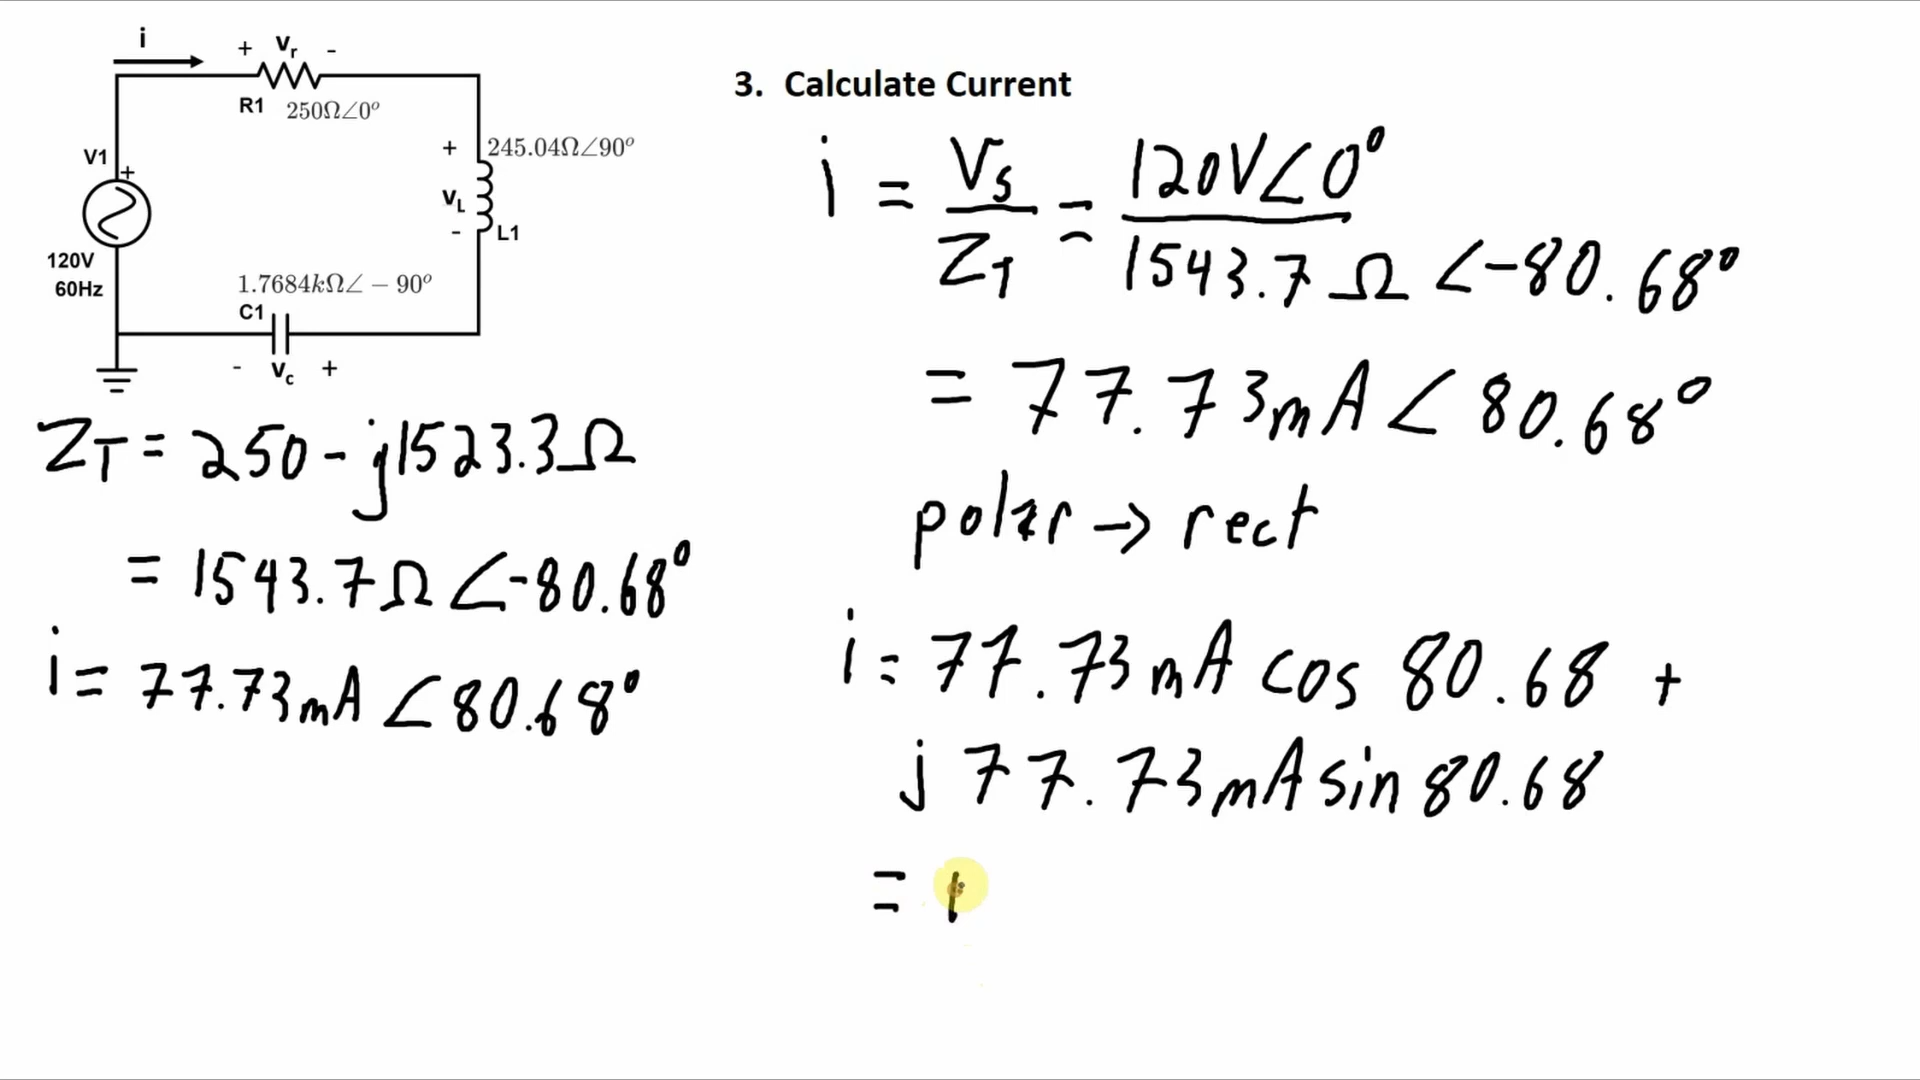 i
+ vr -
R1 250Ω∠0°
V1
+
+ 245.04Ω∠90°
vL
- L1
120V
60Hz
1.7684kΩ∠ − 90°
C1
- vc +
ZT = 250 - j1523.3Ω
= 1543.7Ω ∠-80.68°
i = 77.73mA ∠80.68°
3. Calculate Current
i = Vs / ZT = 120V∠0° / 1543.7 Ω ∠-80.68°
= 77.73mA ∠ 80.68°
polar → rect
i = 77.73mA cos 80.68 +
j 77.73mA sin 80.68
=